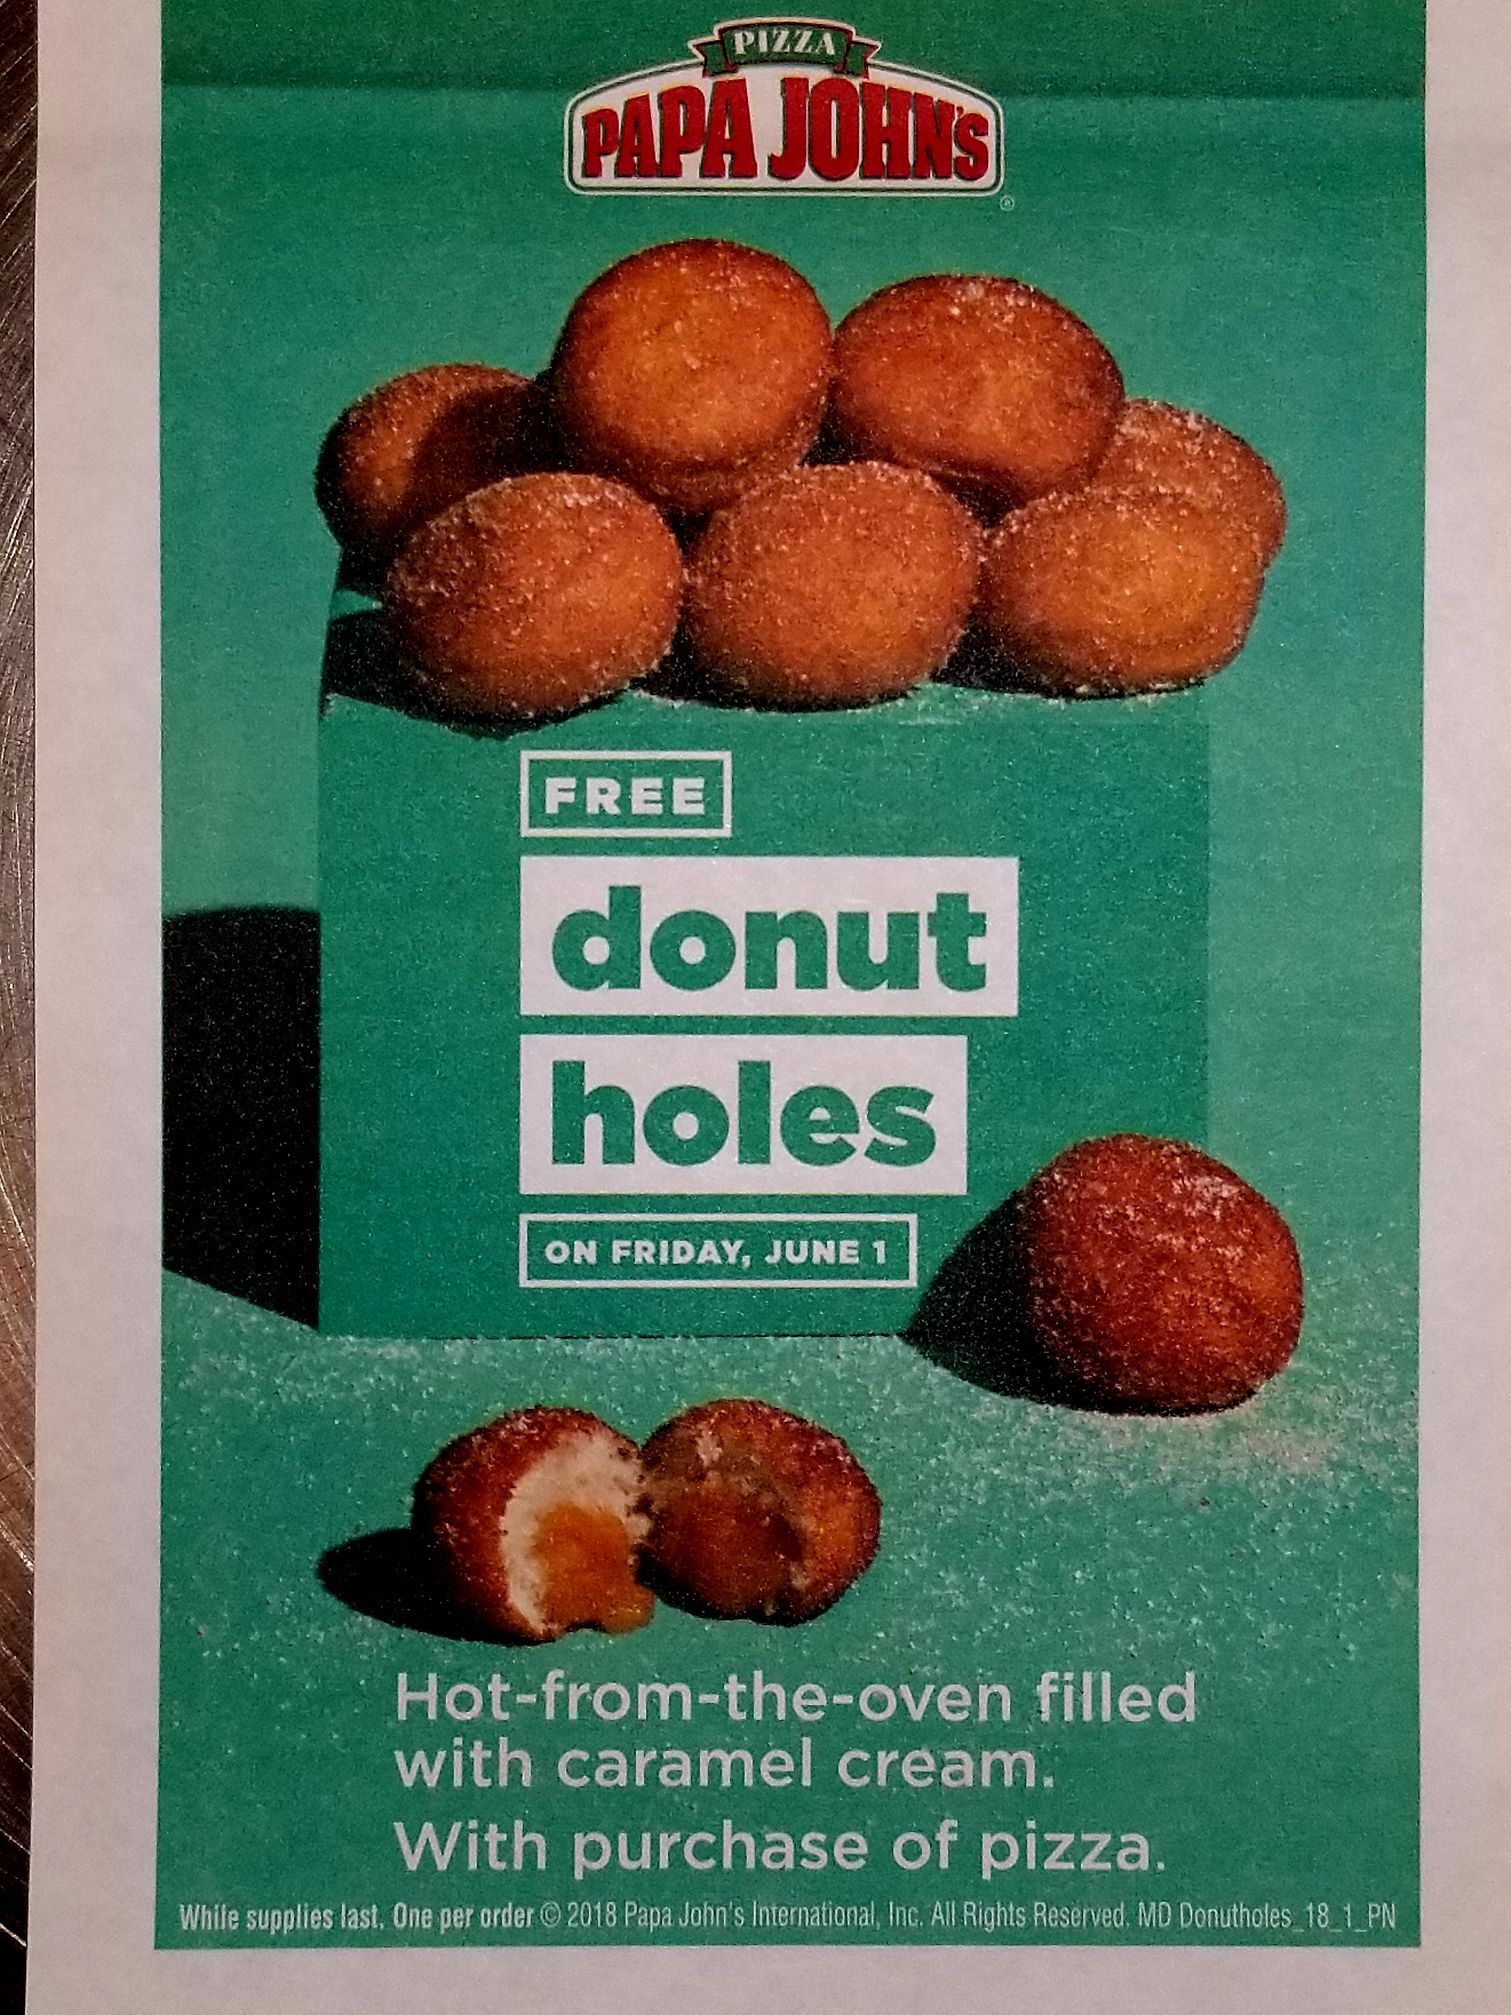 PIZZA
PAPA JOHN'S
®
FREE
donut
holes
ON FRIDAY, JUNE 1
Hot-from-the-oven filled
with caramel cream.
With purchase of pizza.
While supplies last. One per order © 2018 Papa John's International, Inc. All Rights Reserved. MD Donutholes_18_1_PN